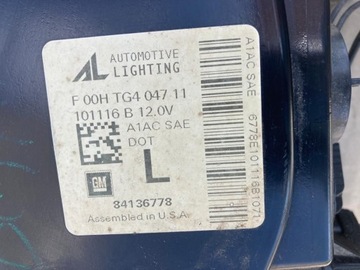 AL AUTOMOTIVE
LIGHTING
F 00H TG4 047 11
101116 B 12.0V
A1AC SAE
DOT
L
GM
84136778
Assembled in U.S.A.
A1AC SAE 6778E101116B1071